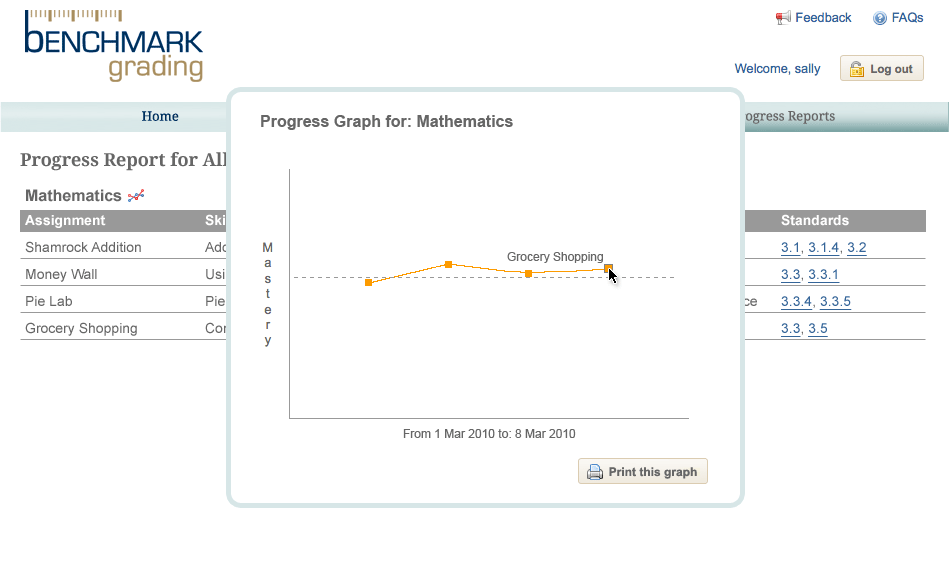 bENCHMARK
grading
Feedback FAQs
Welcome, sally Log out
Home
Progress Graph for: Mathematics
ogress Reports
Progress Report for All
Mathematics
Assignment Ski Standards
Shamrock Addition Add 3.1, 3.1.4, 3.2
Money Wall Usi 3.3, 3.3.1
Pie Lab Pie ce 3.3.4, 3.3.5
Grocery Shopping Cor 3.3, 3.5
Grocery Shopping
Mastery
From 1 Mar 2010 to: 8 Mar 2010
Print this graph